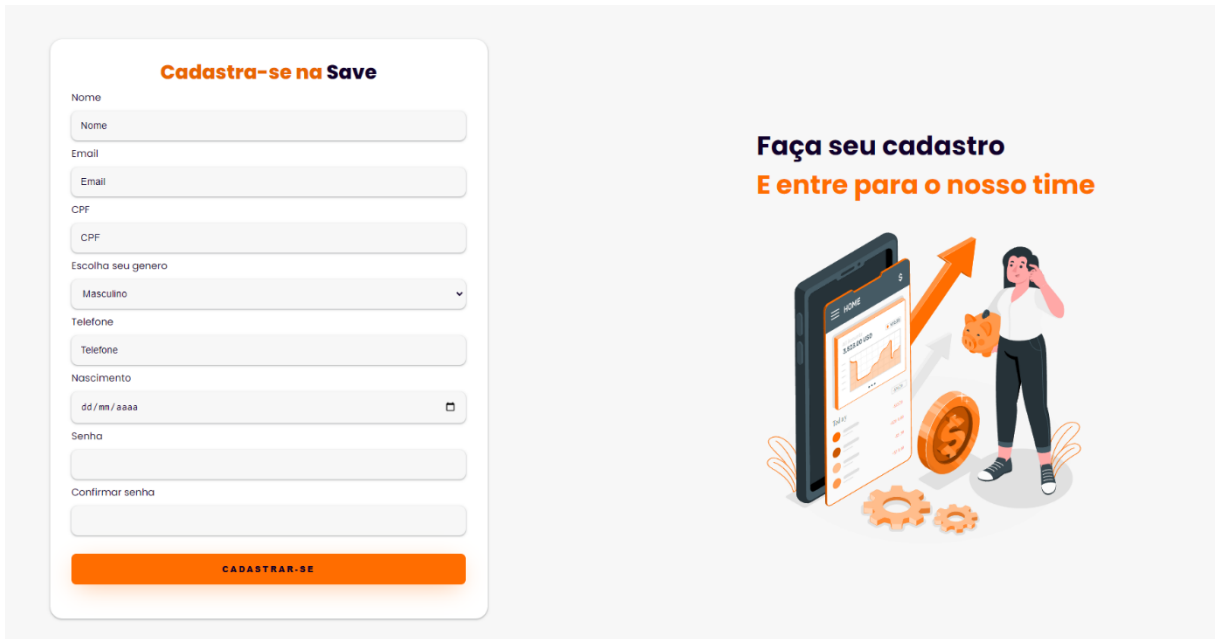 Cadastra-se na Save
Nome
Nome
Email
Email
CPF
CPF
Escolha seu genero
Masculino
Telefone
Telefone
Nascimento
dd/mm/aaaa
Senha
Confirmar senha
CADASTRAR-SE
Faça seu cadastro
E entre para o nosso time
$
HOME
$